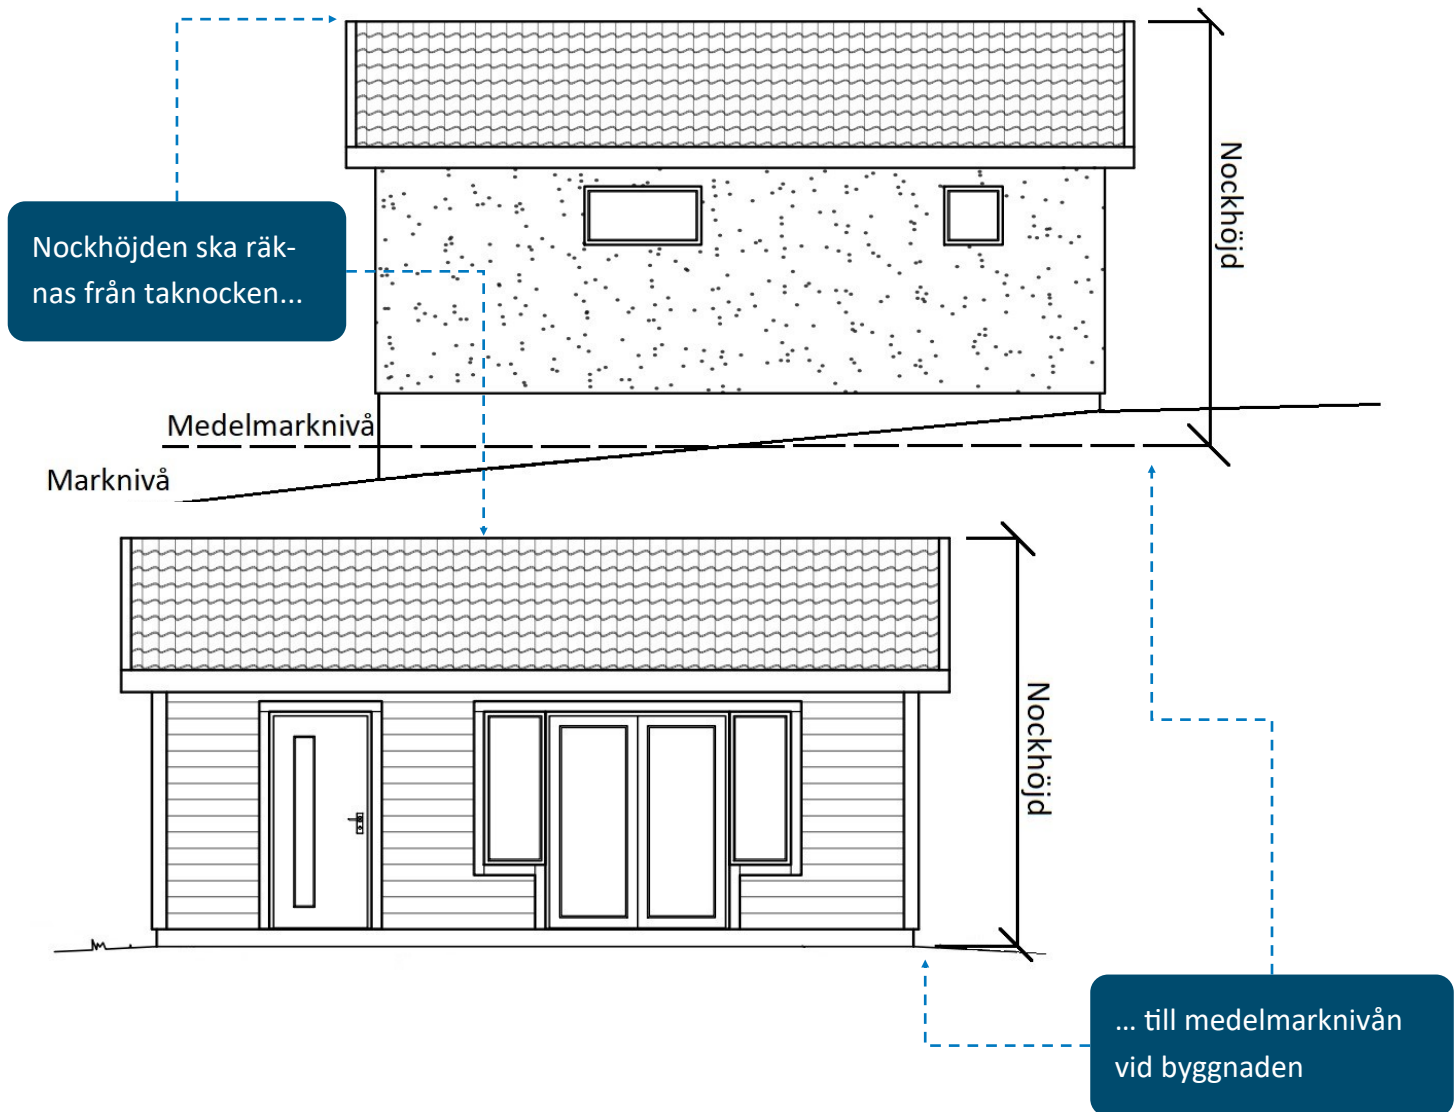 Nockhöjd
Nockhöjden ska räk-
nas från taknocken...
Medelmarknivå
Marknivå
Nockhöjd
... till medelmarknivån
vid byggnaden